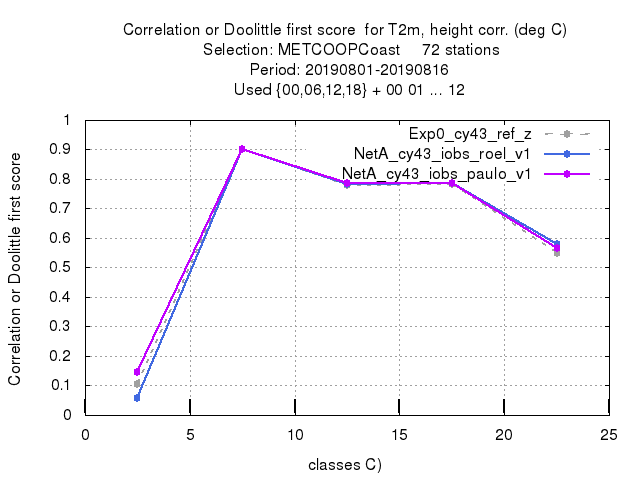 Correlation or Doolittle first score  for T2m, height corr. (deg C)
Selection: METCOOPCoast     72 stations
Period: 20190801-20190816
Used {00,06,12,18} + 00 01 ... 12
Exp0_cy43_ref_z
NetA_cy43_iobs_roel_v1
NetA_cy43_iobs_paulo_v1
Correlation or Doolittle first score
1
0.9
0.8
0.7
0.6
0.5
0.4
0.3
0.2
0.1
0
0 5 10 15 20 25
classes C)